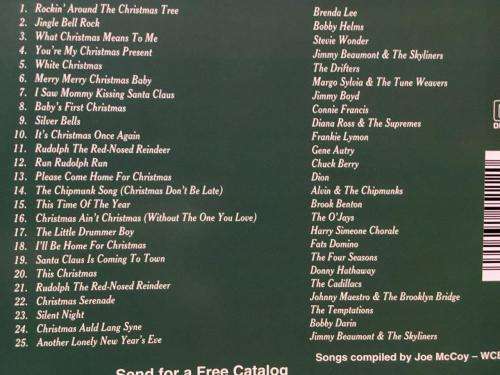 1. Rockin' Around The Christmas Tree Brenda Lee
2. Jingle Bell Rock Bobby Helms
3. What Christmas Means To Me Stevie Wonder
4. You're My Christmas Present Jimmy Beaumont & The Skyliners
5. White Christmas The Drifters
6. Merry Merry Christmas Baby Margo Sylvia & The Tune Weavers
7. I Saw Mommy Kissing Santa Claus Jimmy Boyd
8. Baby's First Christmas Connie Francis
9. Silver Bells Diana Ross & The Supremes
10. It's Christmas Once Again Frankie Lymon
11. Rudolph The Red-Nosed Reindeer Gene Autry
12. Run Rudolph Run Chuck Berry
13. Please Come Home For Christmas Dion
14. The Chipmunk Song (Christmas Don't Be Late) Alvin & The Chipmunks
15. This Time Of The Year Brook Benton
16. Christmas Ain't Christmas (Without The One You Love) The O'Jays
17. The Little Drummer Boy Harry Simeone Chorale
18. I'll Be Home For Christmas Fats Domino
19. Santa Claus Is Coming To Town The Four Seasons
20. This Christmas Donny Hathaway
21. Rudolph The Red-Nosed Reindeer The Cadillacs
22. Christmas Serenade Johnny Maestro & The Brooklyn Bridge
23. Silent Night The Temptations
24. Christmas Auld Lang Syne Bobby Darin
25. Another Lonely New Year's Eve Jimmy Beaumont & The Skyliners
Songs compiled by Joe McCoy – WCB
Send for a Free Catalog